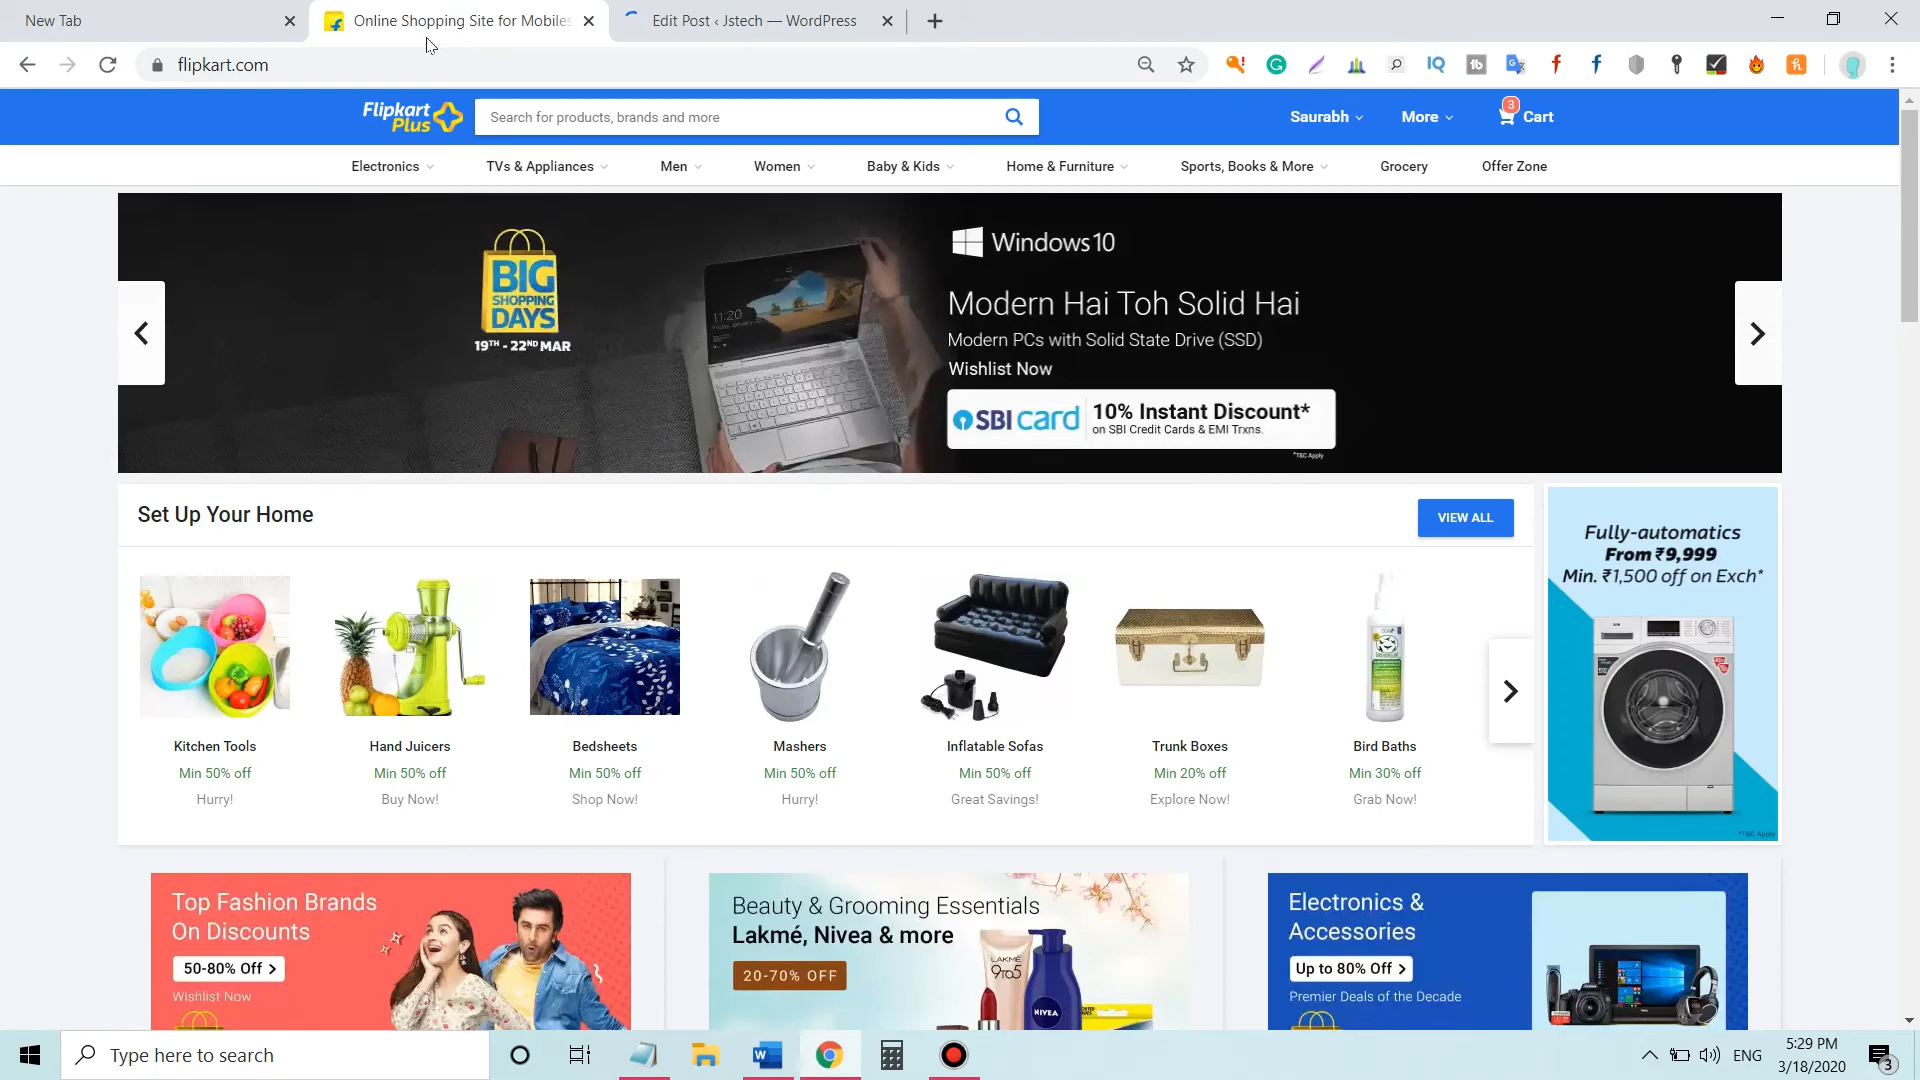 New Tab
Online Shopping Site for Mobiles
Edit Post ‹ Jstech — WordPress
flipkart.com
Flipkart
Plus
Search for products, brands and more
Saurabh
More
3
Cart
Electronics
TVs & Appliances
Men
Women
Baby & Kids
Home & Furniture
Sports, Books & More
Grocery
Offer Zone
BIG
SHOPPING
DAYS
19TH - 22ND MAR
11:20
Windows 10
Modern Hai Toh Solid Hai
Modern PCs with Solid State Drive (SSD)
Wishlist Now
SBI card
10% Instant Discount*
on SBI Credit Cards & EMI Trxns.
*T&C Apply
Set Up Your Home
VIEW ALL
Kitchen Tools
Min 50% off
Hurry!
Hand Juicers
Min 50% off
Buy Now!
Bedsheets
Min 50% off
Shop Now!
Mashers
Min 50% off
Hurry!
Inflatable Sofas
Min 50% off
Great Savings!
Trunk Boxes
Min 20% off
Explore Now!
Bird Baths
Min 30% off
Grab Now!
Fully-automatics
From ₹9,999
Min. ₹1,500 off on Exch*
*T&C Apply
Top Fashion Brands
On Discounts
50-80% Off
Wishlist Now
Beauty & Grooming Essentials
Lakmé, Nivea & more
20-70% OFF
LAKMÉ
9to5
NIVEA
Electronics &
Accessories
Up to 80% Off
Premier Deals of the Decade
Type here to search
ENG
5:29 PM
3/18/2020
3